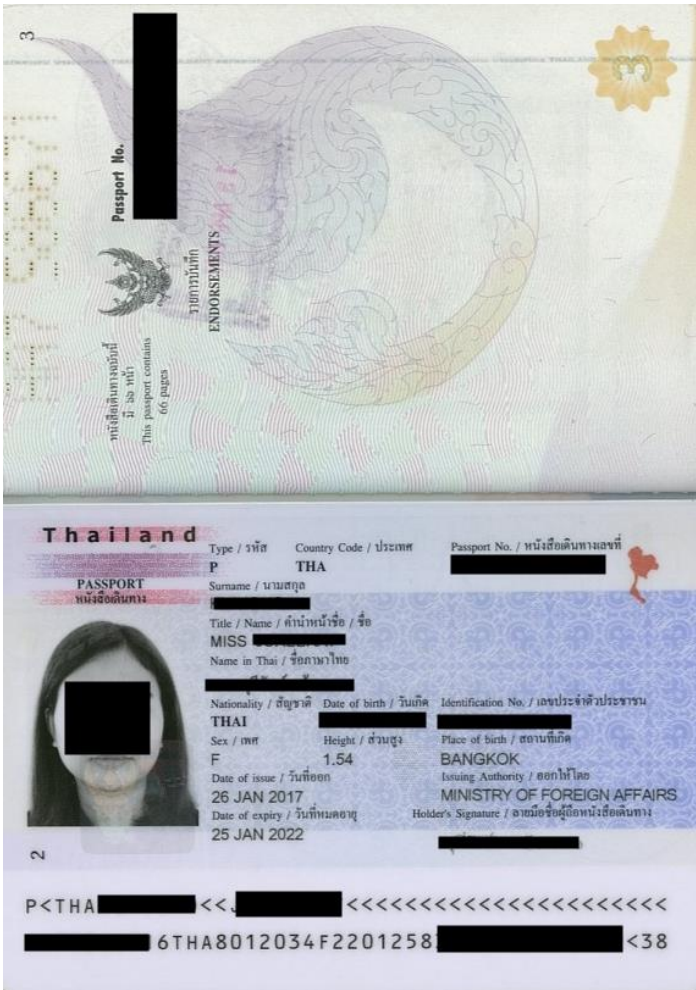 3
Passport No.
รายการบันทึก
ENDORSEMENTS
หนังสือเดินทางฉบับนี้
มี ๖๖ หน้า
This passport contains
66 pages
Thailand
PASSPORT
หนังสือเดินทาง
Type / รหัส Country Code / ประเทศ Passport No. / หนังสือเดินทางเลขที่
P THA
Surname / นามสกุล
Title / Name / คำนำหน้าชื่อ / ชื่อ
MISS
Name in Thai / ชื่อภาษาไทย
Nationality / สัญชาติ Date of birth / วันเกิด Identification No. / เลขประจำตัวประชาชน
THAI
Sex / เพศ Height / ส่วนสูง Place of birth / สถานที่เกิด
F 1.54 BANGKOK
Date of issue / วันที่ออก Issuing Authority / ออกให้โดย
26 JAN 2017 MINISTRY OF FOREIGN AFFAIRS
Date of expiry / วันที่หมดอายุ Holder's Signature / ลายมือชื่อผู้ถือหนังสือเดินทาง
25 JAN 2022
2
P<THA <<  <<<<<<<<<<<<<<<<<<<<<<
6THA8012034F2201258 <38